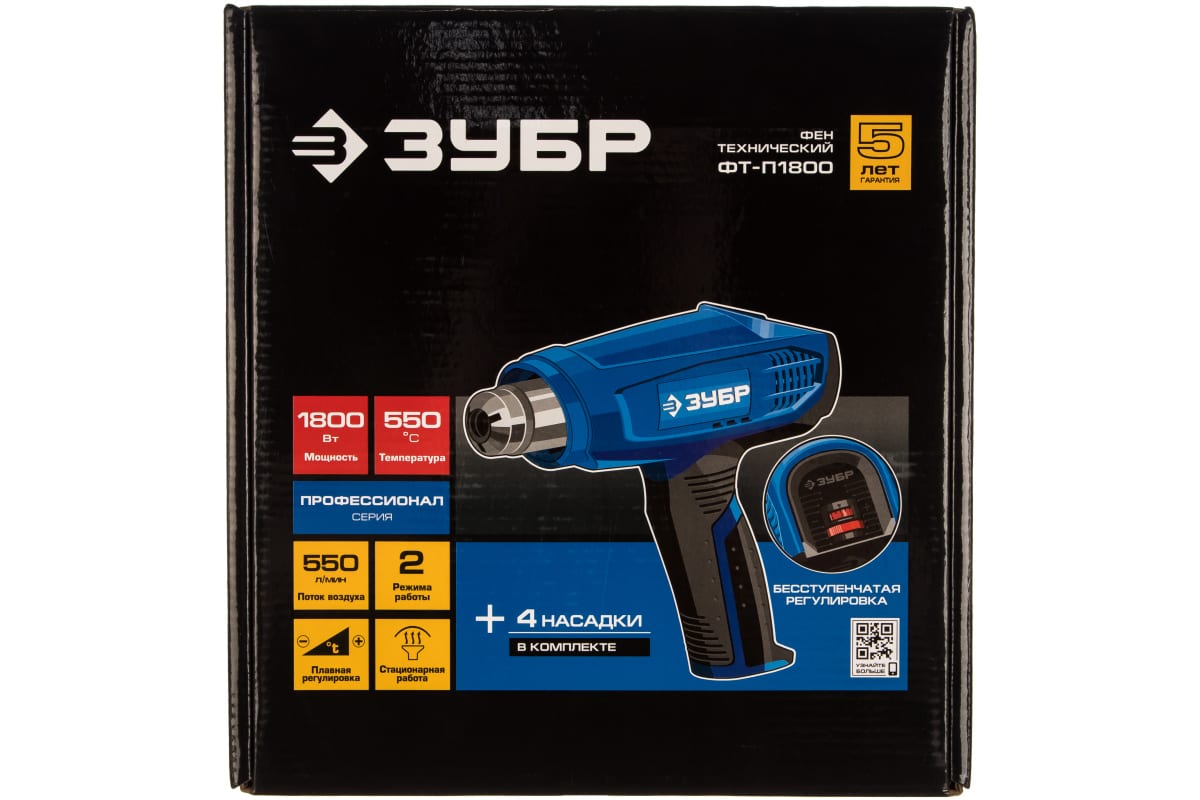 ЗУБР
ФЕН
ТЕХНИЧЕСКИЙ
ФТ-П1800
5
лет
ГАРАНТИЯ
1800
Вт
Мощность
550
°С
Температура
ПРОФЕССИОНАЛ
СЕРИЯ
550
л/мин
Поток воздуха
2
Режима
работы
°t
Плавная
регулировка
Стационарная
работа
ЗУБР
+ 4 НАСАДКИ
В КОМПЛЕКТЕ
ЗУБР
БЕССТУПЕНЧАТАЯ
РЕГУЛИРОВКА
УЗНАЙТЕ
БОЛЬШЕ